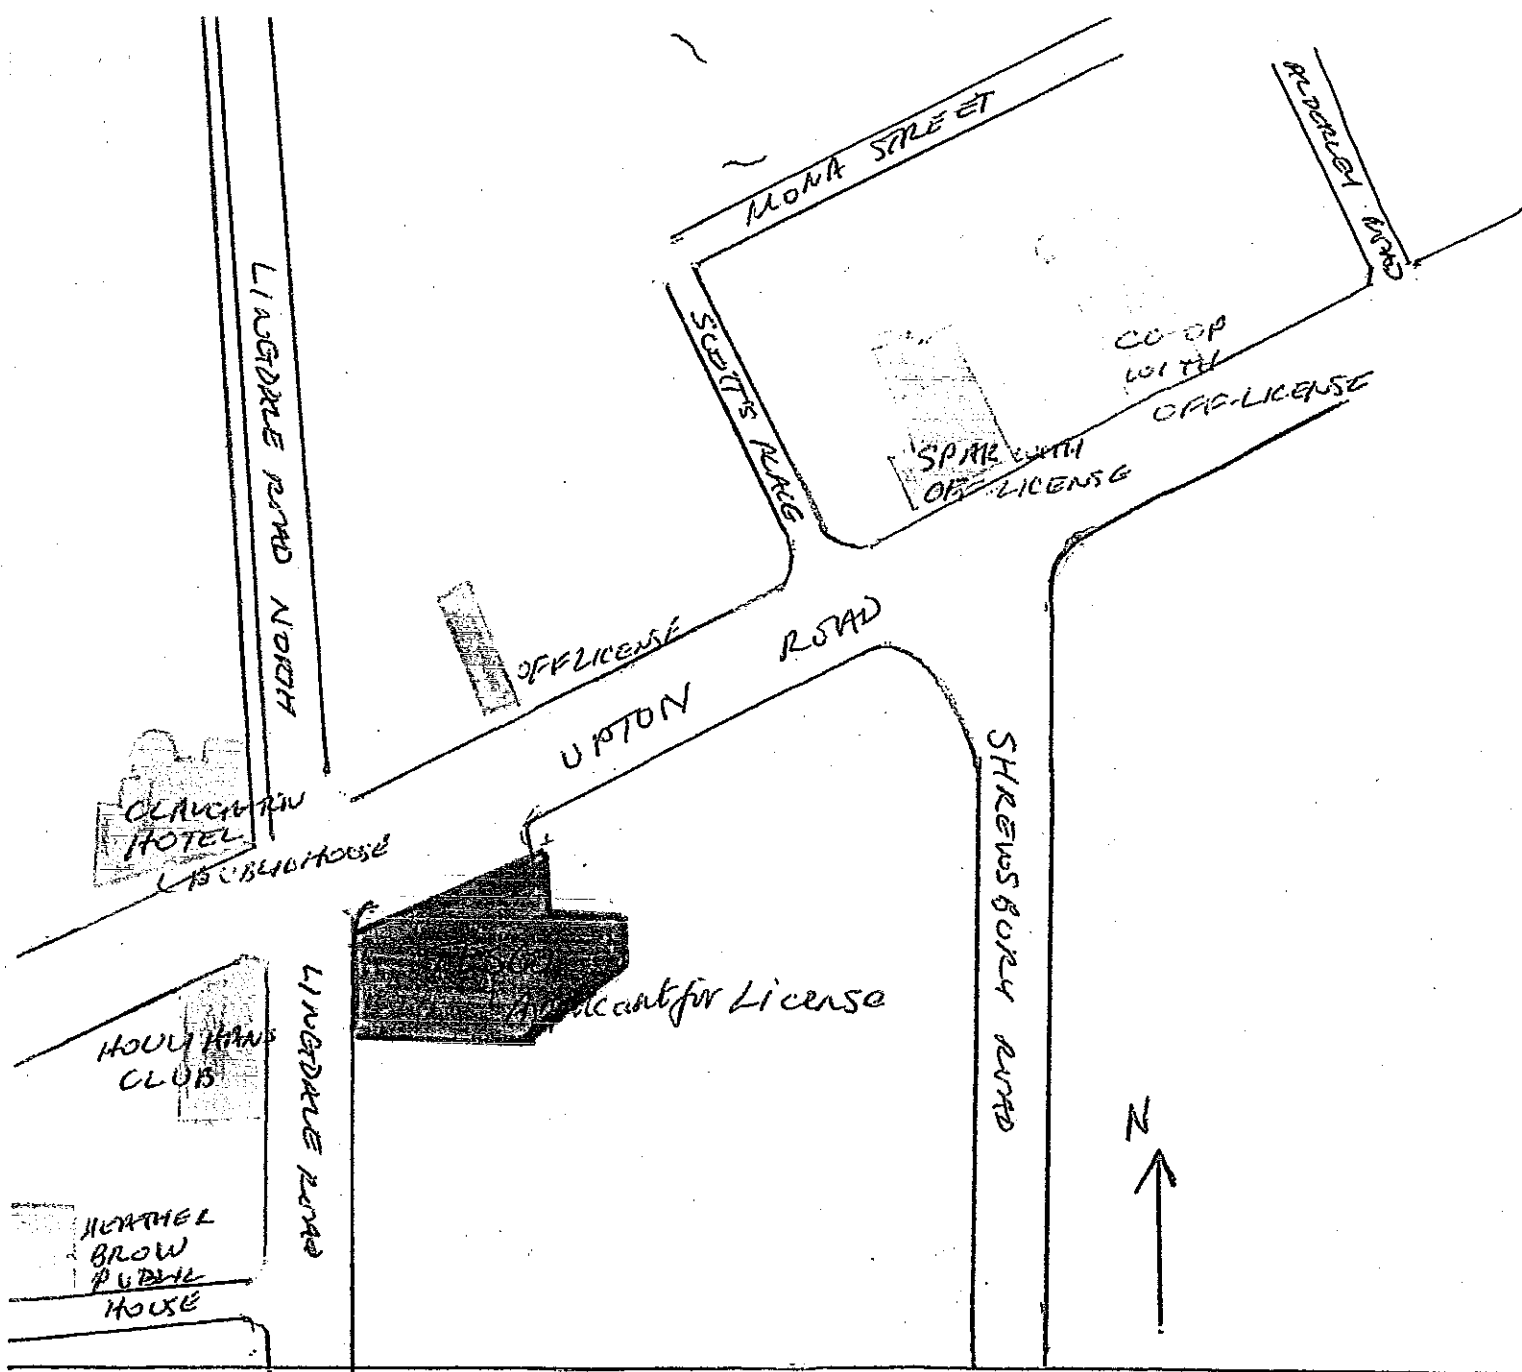 MONA STREET
ALDERLEY ROAD
LINGDALE ROAD NORTH
SCOTT'S PLACE
CO-OP
WITH
OFF-LICENSE
SPAR WITH
OFF-LICENSE
OFF LICENSE
UPTON ROAD
CLAUGHTON
HOTEL
PUBLIC HOUSE
SHREWSBURY ROAD
Applicant for License
HOULIHANS
CLUB
LINGDALE ROAD
N
HEATHER
BROW
PUBLIC
HOUSE